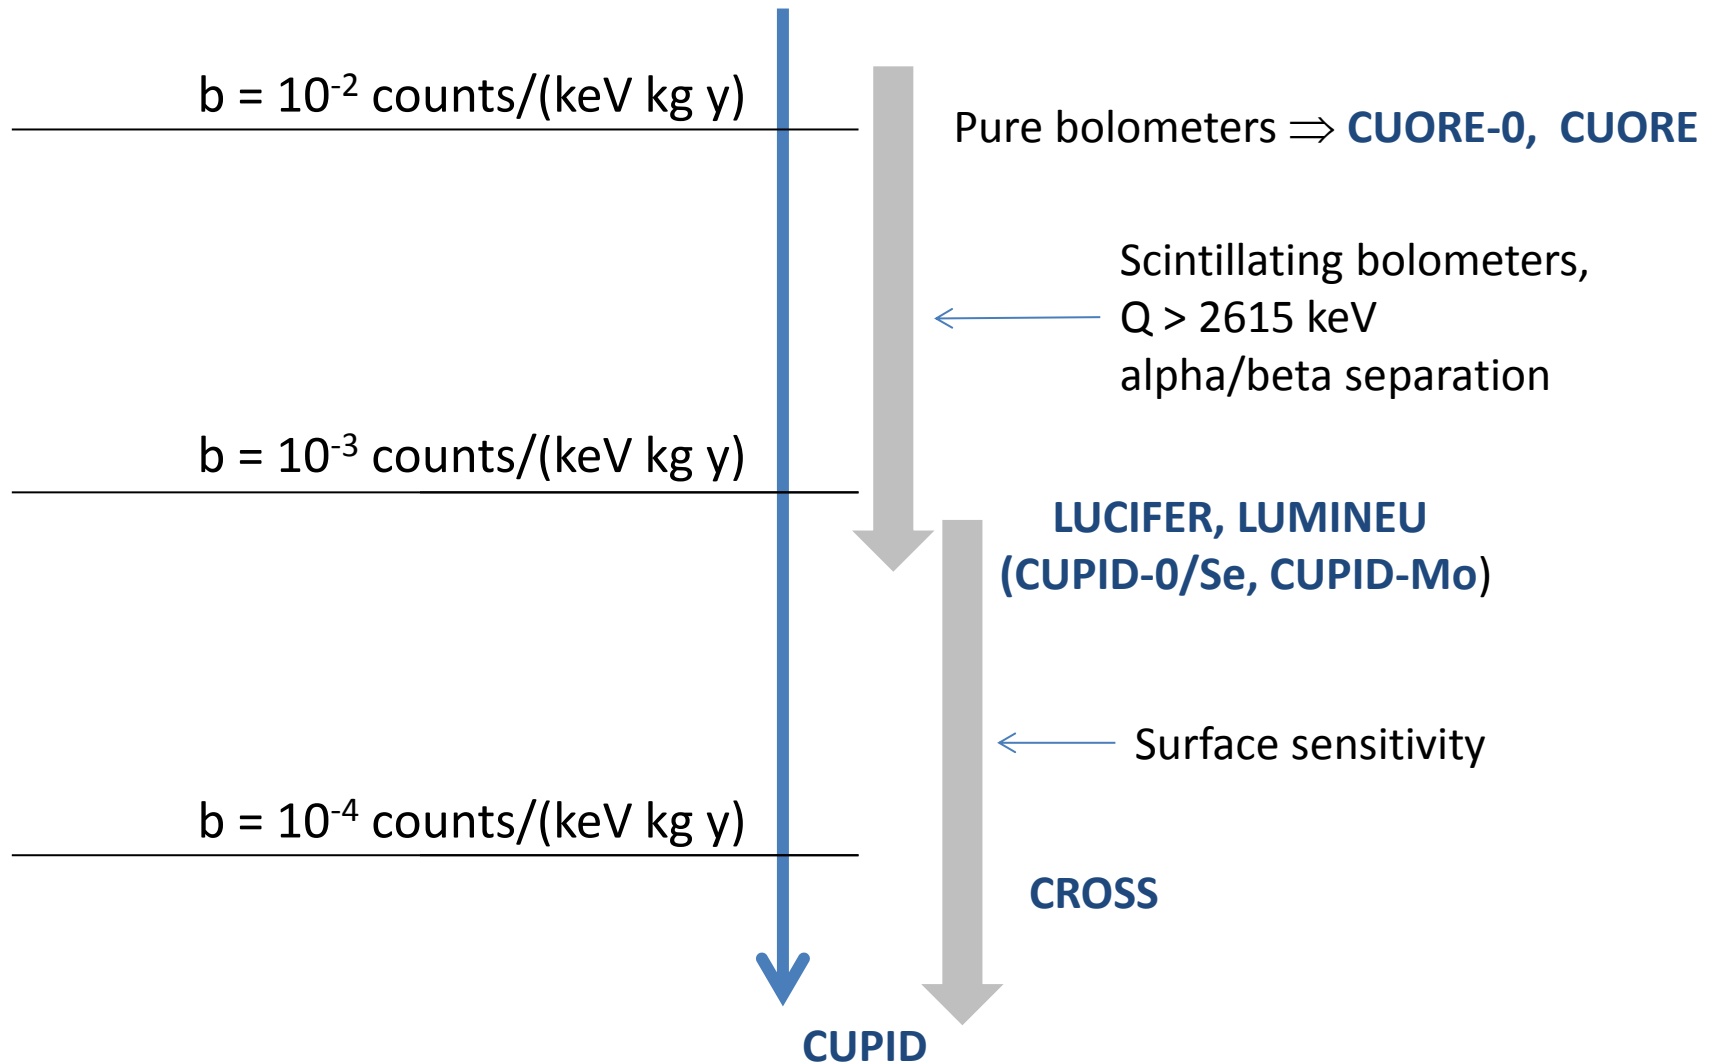 b = 10⁻² counts/(keV kg y)
Pure bolometers ⇒ CUORE-0, CUORE
Scintillating bolometers,
Q > 2615 keV
alpha/beta separation
b = 10⁻³ counts/(keV kg y)
LUCIFER, LUMINEU
(CUPID-0/Se, CUPID-Mo)
Surface sensitivity
b = 10⁻⁴ counts/(keV kg y)
CROSS
CUPID